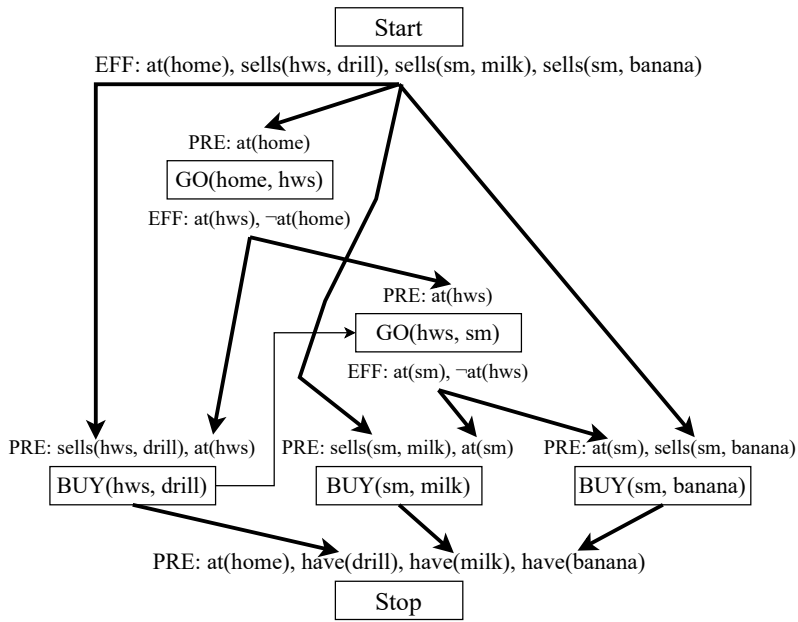 Start
EFF: at(home), sells(hws, drill), sells(sm, milk), sells(sm, banana)
PRE: at(home)
GO(home, hws)
EFF: at(hws), ¬at(home)
PRE: at(hws)
GO(hws, sm)
EFF: at(sm), ¬at(hws)
PRE: sells(hws, drill), at(hws)
BUY(hws, drill)
PRE: sells(sm, milk), at(sm)
BUY(sm, milk)
PRE: at(sm), sells(sm, banana)
BUY(sm, banana)
PRE: at(home), have(drill), have(milk), have(banana)
Stop